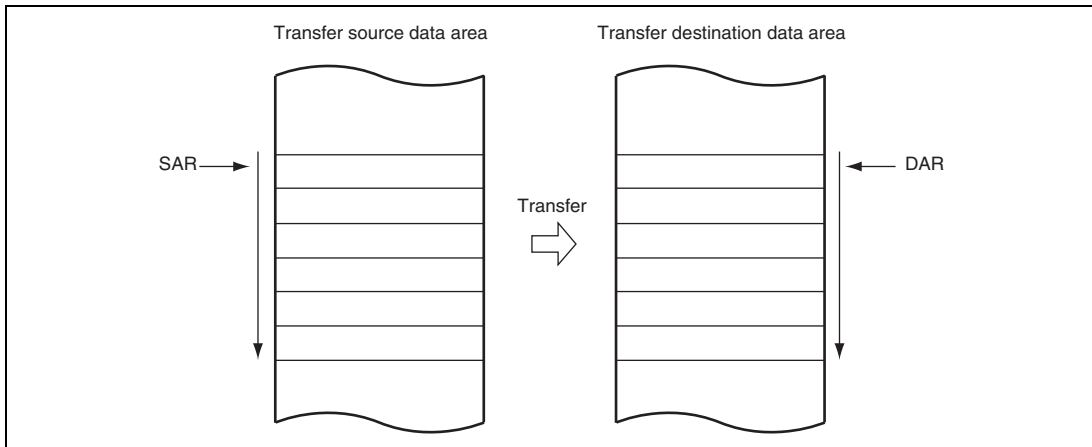 Transfer source data area
Transfer destination data area
SAR
Transfer
DAR